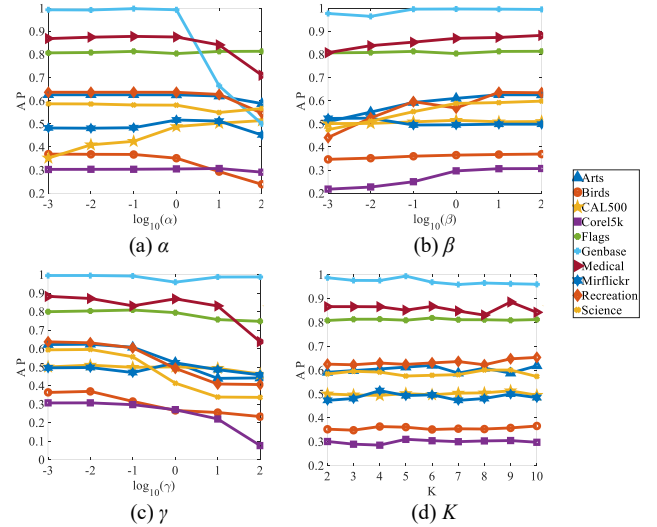 1
0.9
0.8
0.7
0.6
0.5
0.4
0.3
0.2
AP
-3 -2 -1 0 1 2
log10(α)
(a) α
1
0.9
0.8
0.7
0.6
0.5
0.4
0.3
0.2
AP
-3 -2 -1 0 1 2
log10(β)
(b) β
Arts
Birds
CAL500
Corel5k
Flags
Genbase
Medical
Mirflickr
Recreation
Science
1
0.9
0.8
0.7
0.6
0.5
0.4
0.3
0.2
0.1
0
AP
-3 -2 -1 0 1 2
log10(γ)
(c) γ
1
0.9
0.8
0.7
0.6
0.5
0.4
0.3
0.2
AP
2 3 4 5 6 7 8 9 10
K
(d) K